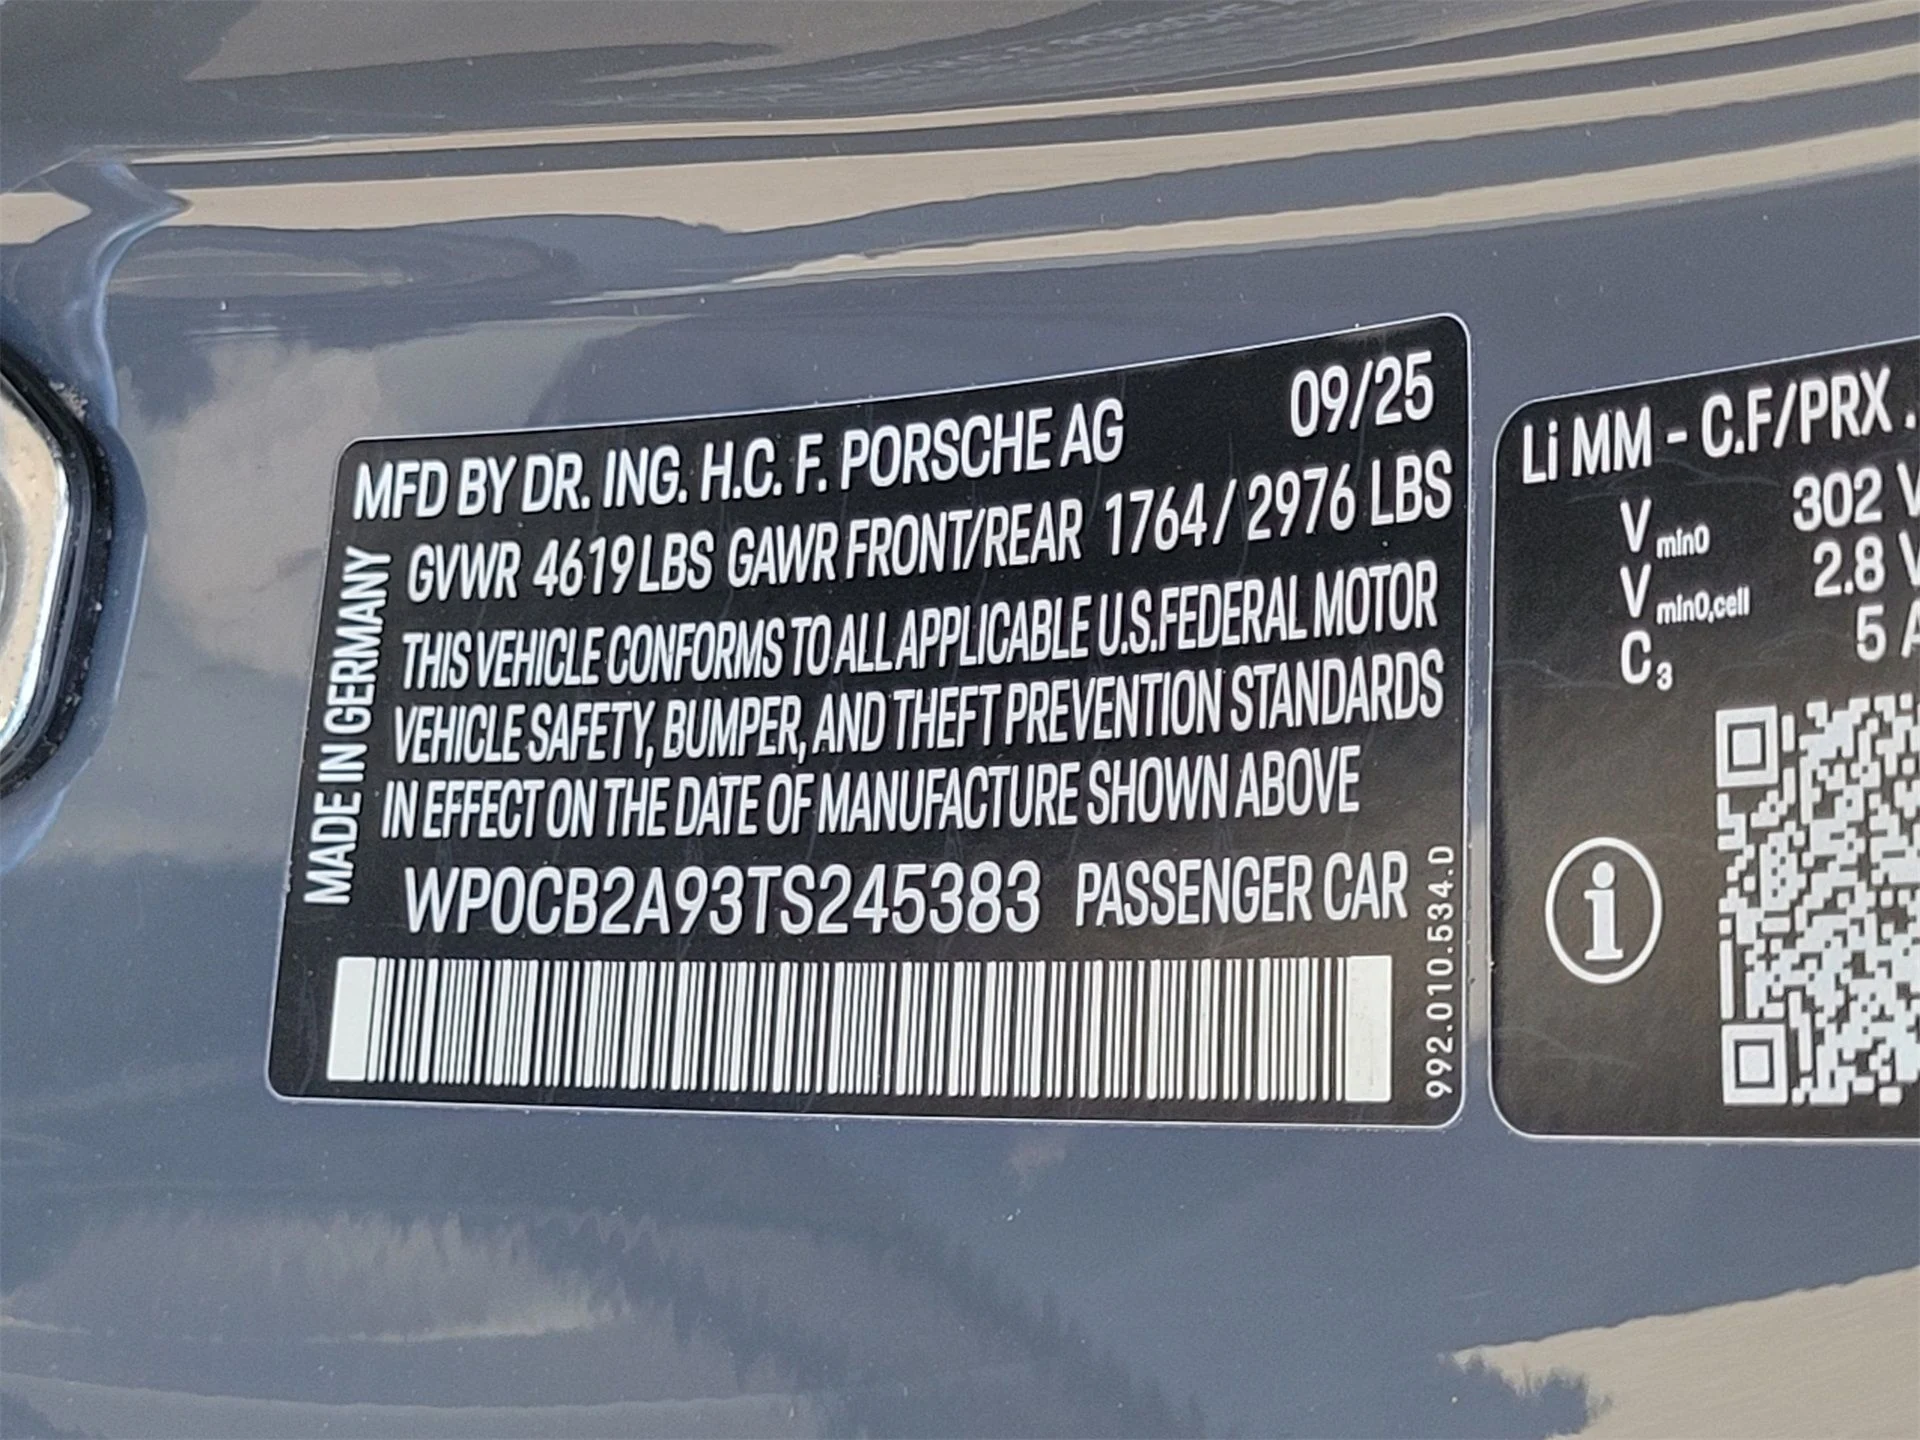 MFD BY DR. ING. H.C. F. PORSCHE AG 09/25
GVWR 4619 LBS GAWR FRONT/REAR 1764 / 2976 LBS
THIS VEHICLE CONFORMS TO ALL APPLICABLE U.S.FEDERAL MOTOR
VEHICLE SAFETY, BUMPER, AND THEFT PREVENTION STANDARDS
IN EFFECT ON THE DATE OF MANUFACTURE SHOWN ABOVE
WP0CB2A93TS245383 PASSENGER CAR
MADE IN GERMANY
992.010.534.D
Li MM - C.F/PRX .
Vmin0 302 V
Vmin0,cell 2.8 V
C3 5 A
i